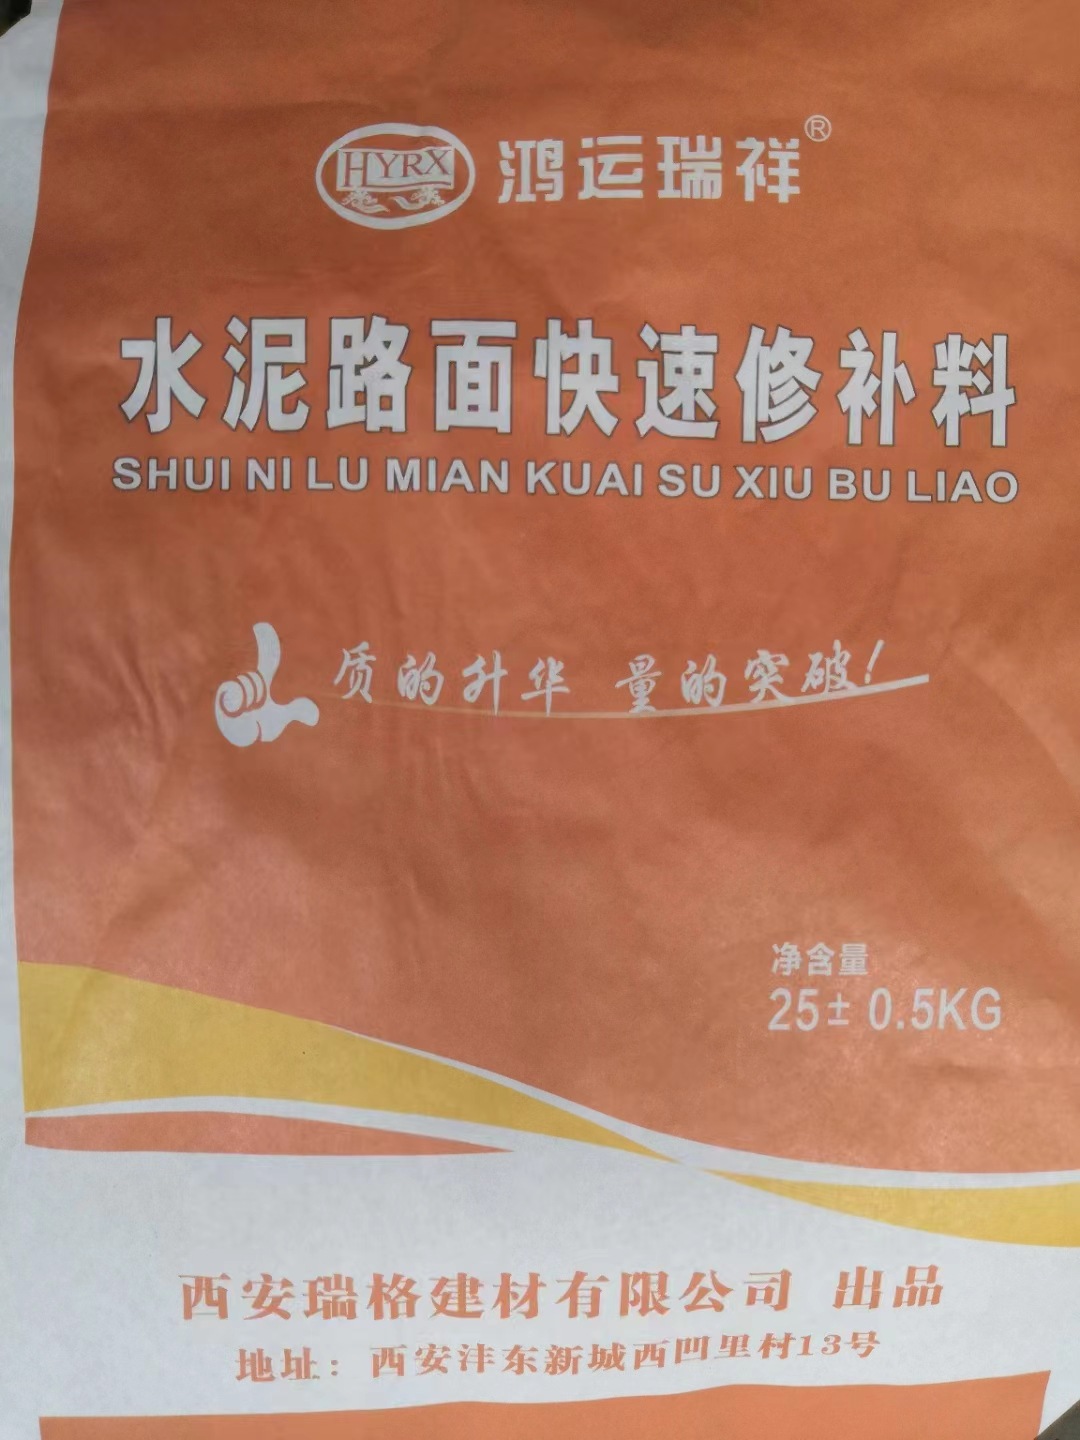 HYRX 鸿运瑞祥®
水泥路面快速修补料
SHUI NI LU MIAN KUAI SU XIU BU LIAO
质的升华 量的突破！
净含量
25± 0.5KG
西安瑞格建材有限公司 出品
地址：西安沣东新城西凹里村13号